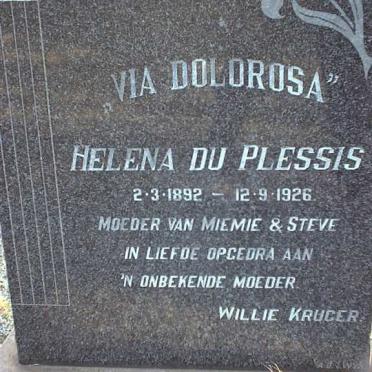 „VIA DOLOROSA”
HELENA DU PLESSIS
2·3·1892 – 12·9·1926
MOEDER VAN MIEMIE & STEVE
IN LIEFDE OPGEDRA AAN
'N ONBEKENDE MOEDER
WILLIE KRUGER.